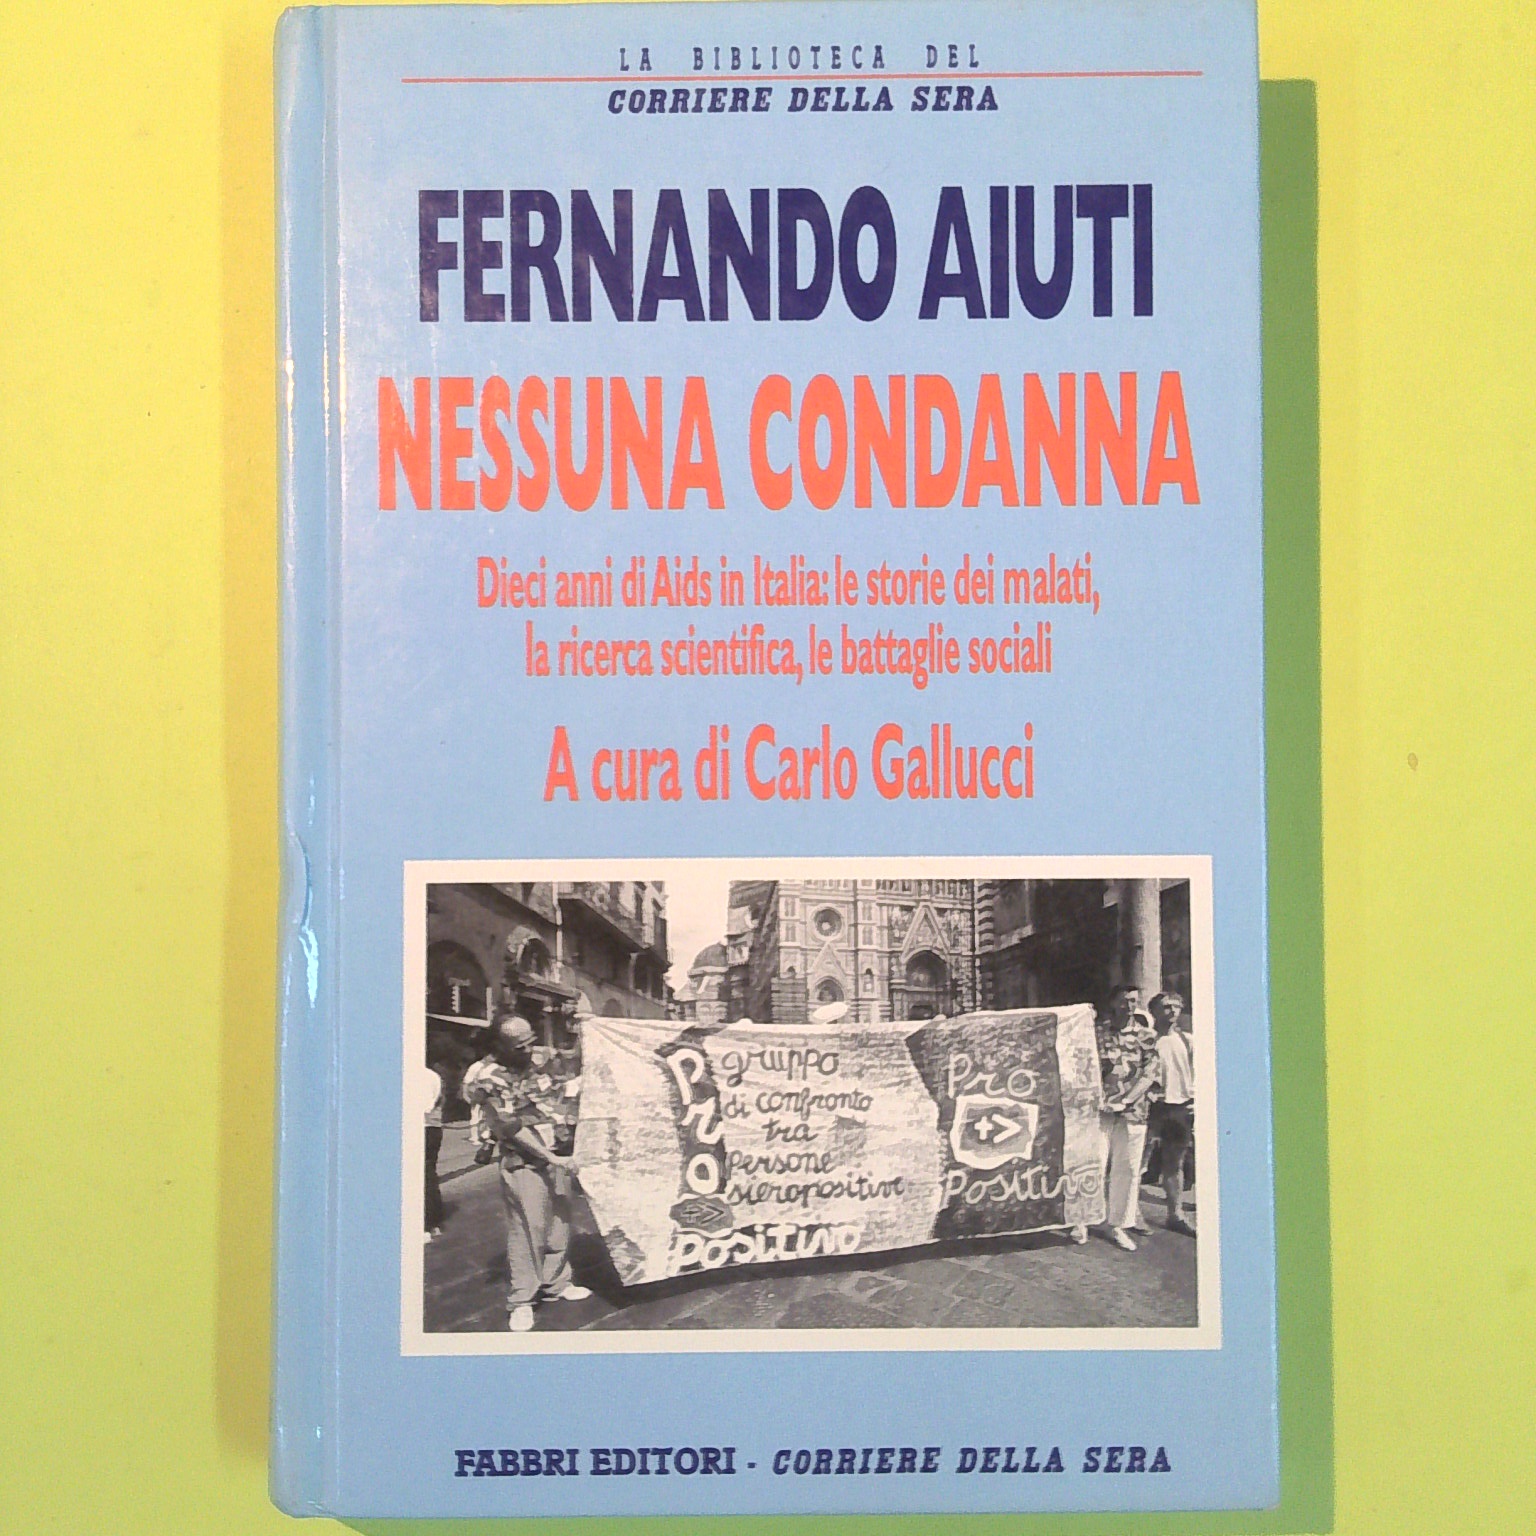 LA BIBLIOTECA DEL
CORRIERE DELLA SERA
FERNANDO AIUTI
NESSUNA CONDANNA
Dieci anni di Aids in Italia: le storie dei malati,
la ricerca scientifica, le battaglie sociali
A cura di Carlo Gallucci
Pro
+>
Positivo
gruppo
di confronto
tra
persone
sieropositive
Pro
+>
Positivo
FABBRI EDITORI - CORRIERE DELLA SERA